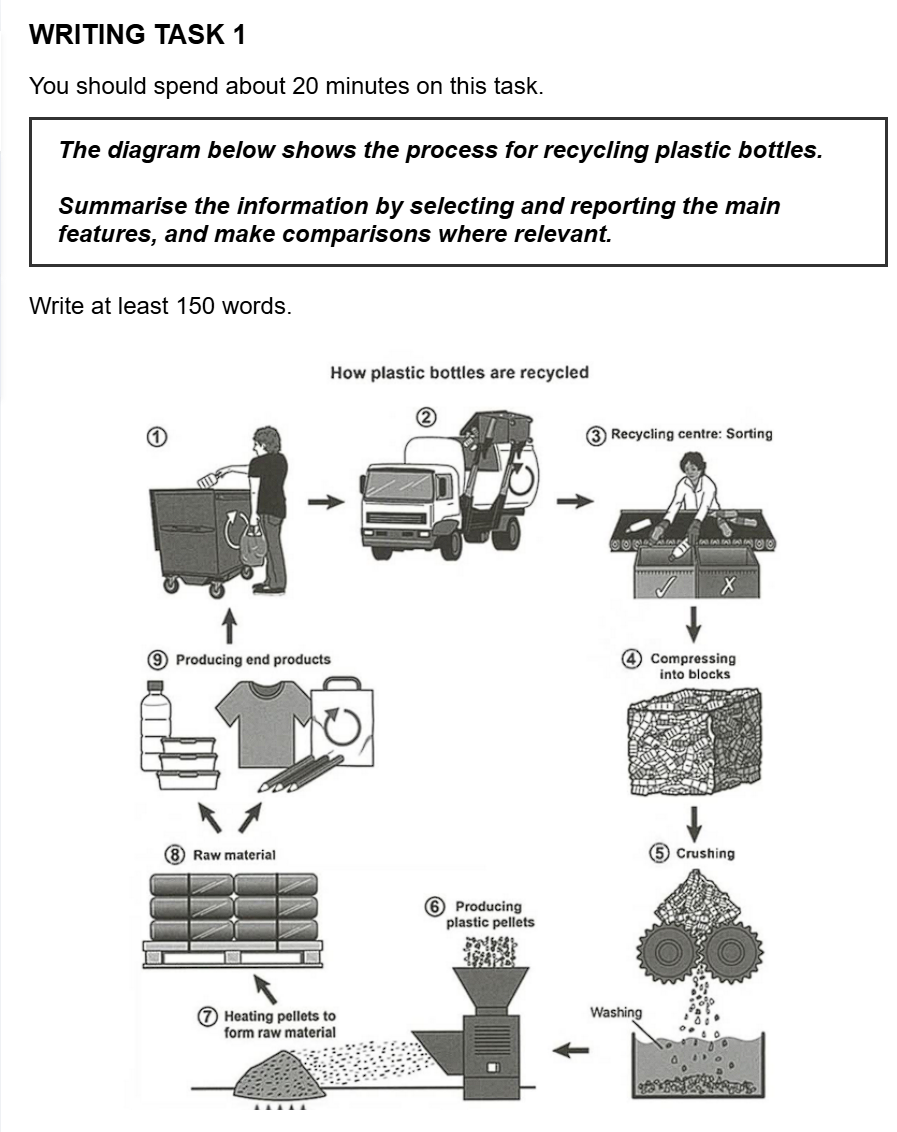 WRITING TASK 1
You should spend about 20 minutes on this task.
The diagram below shows the process for recycling plastic bottles.
Summarise the information by selecting and reporting the main
features, and make comparisons where relevant.
Write at least 150 words.
How plastic bottles are recycled
①
②
③ Recycling centre: Sorting
④ Compressing
into blocks
⑤ Crushing
Washing
⑥ Producing
plastic pellets
⑦ Heating pellets to
form raw material
⑧ Raw material
⑨ Producing end products